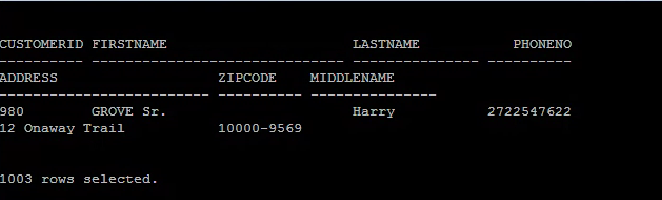 CUSTOMERID FIRSTNAME LASTNAME PHONENO
---------- ------------------------------ --------------- ----------
ADDRESS ZIPCODE MIDDLENAME
------------------------- ---------- ---------------
980 GROVE Sr. Harry 2722547622
12 Onaway Trail 10000-9569
1003 rows selected.